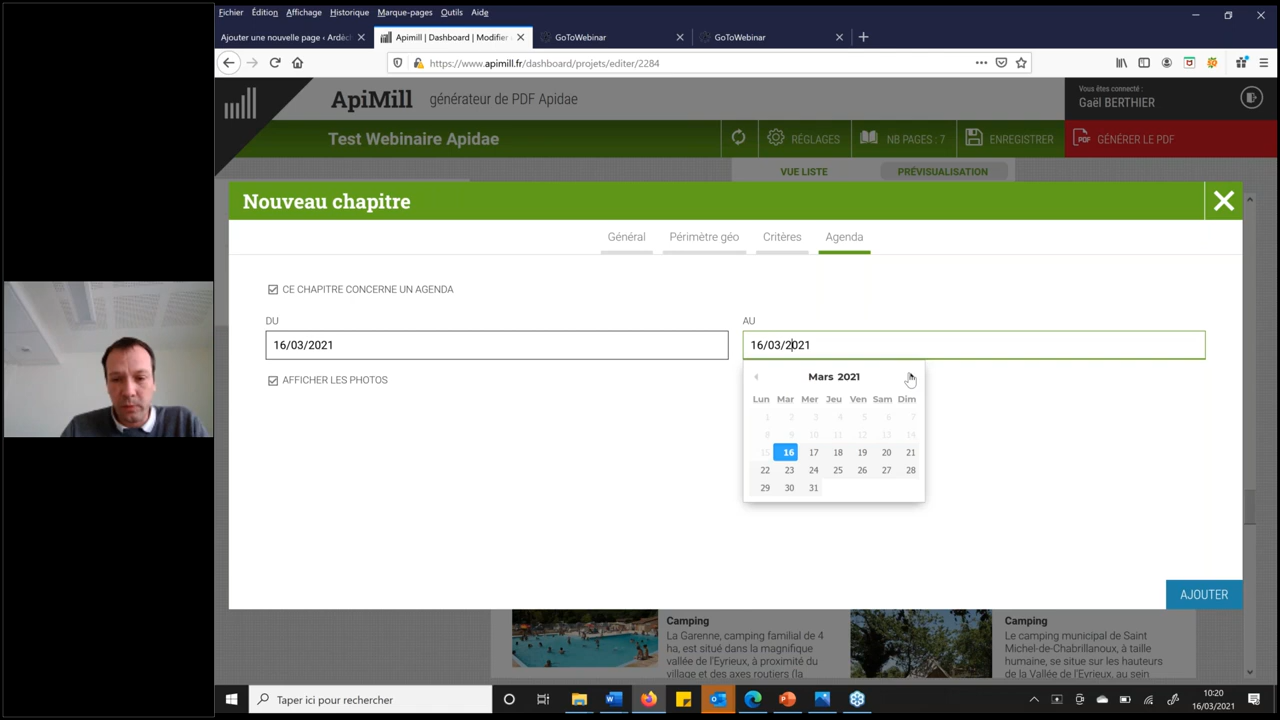 Fichier Édition Affichage Historique Marque-pages Outils Aide
Ajouter une nouvelle page ‹ Ardèc
Apimill | Dashboard | Modifier
GoToWebinar
GoToWebinar
https://www.apimill.fr/dashboard/projets/editer/2284
ApiMill générateur de PDF Apidae
Vous êtes connecté :
Gaël BERTHIER
Test Webinaire Apidae
RÉGLAGES
NB PAGES : 7
ENREGISTRER
PDF GÉNÉRER LE PDF
VUE LISTE PRÉVISUALISATION
Nouveau chapitre
Général Périmètre géo Critères Agenda
CE CHAPITRE CONCERNE UN AGENDA
DU AU
16/03/2021 16/03/2021
AFFICHER LES PHOTOS
Mars 2021
Lun Mar Mer Jeu Ven Sam Dim
1 2 3 4 5 6 7
8 9 10 11 12 13 14
15 16 17 18 19 20 21
22 23 24 25 26 27 28
29 30 31
AJOUTER
Camping
La Garenne, camping familial de 4
ha, est situé dans la magnifique
vallée de l'Eyrieux, à proximité du
village et des axes routiers (la
Camping
Le camping municipal de Saint
Michel-de-Chabrillanoux, à taille
humaine, se situe sur les hauteurs
de la Vallée de l'Eyrieux, au sein
Taper ici pour rechercher
10:20
16/03/2021